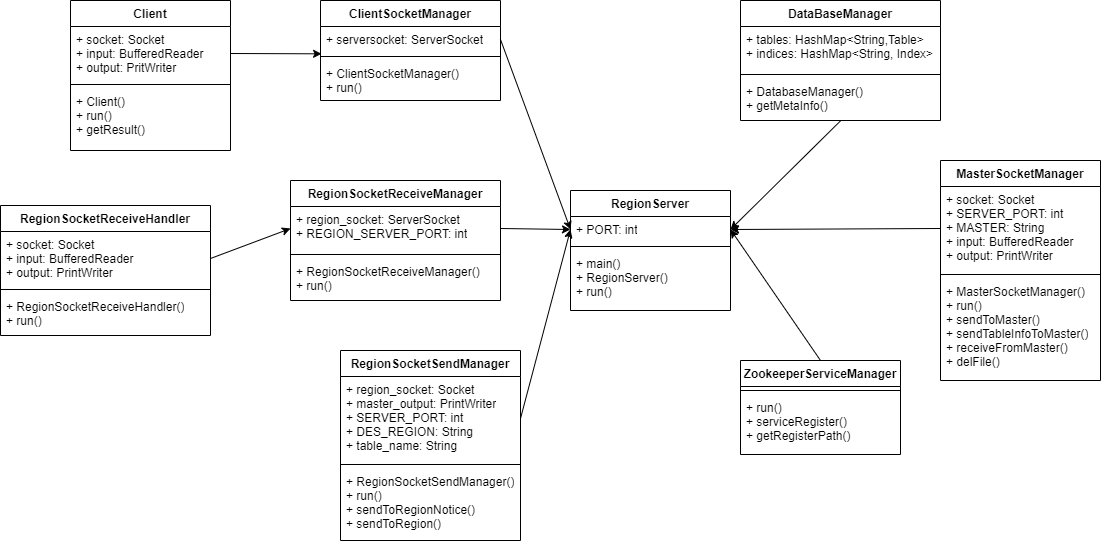 Client
+ socket: Socket
+ input: BufferedReader
+ output: PritWriter
+ Client()
+ run()
+ getResult()
ClientSocketManager
+ serversocket: ServerSocket
+ ClientSocketManager()
+ run()
DataBaseManager
+ tables: HashMap<String,Table>
+ indices: HashMap<String, Index>
+ DatabaseManager()
+ getMetaInfo()
RegionSocketReceiveHandler
+ socket: Socket
+ input: BufferedReader
+ output: PrintWriter
+ RegionSocketReceiveHandler()
+ run()
RegionSocketReceiveManager
+ region_socket: ServerSocket
+ REGION_SERVER_PORT: int
+ RegionSocketReceiveManager()
+ run()
RegionServer
+ PORT: int
+ main()
+ RegionServer()
+ run()
MasterSocketManager
+ socket: Socket
+ SERVER_PORT: int
+ MASTER: String
+ input: BufferedReader
+ output: PrintWriter
+ MasterSocketManager()
+ run()
+ sendToMaster()
+ sendTableInfoToMaster()
+ receiveFromMaster()
+ delFile()
RegionSocketSendManager
+ region_socket: Socket
+ master_output: PrintWriter
+ SERVER_PORT: int
+ DES_REGION: String
+ table_name: String
+ RegionSocketSendManager()
+ run()
+ sendToRegionNotice()
+ sendToRegion()
ZookeeperServiceManager
+ run()
+ serviceRegister()
+ getRegisterPath()